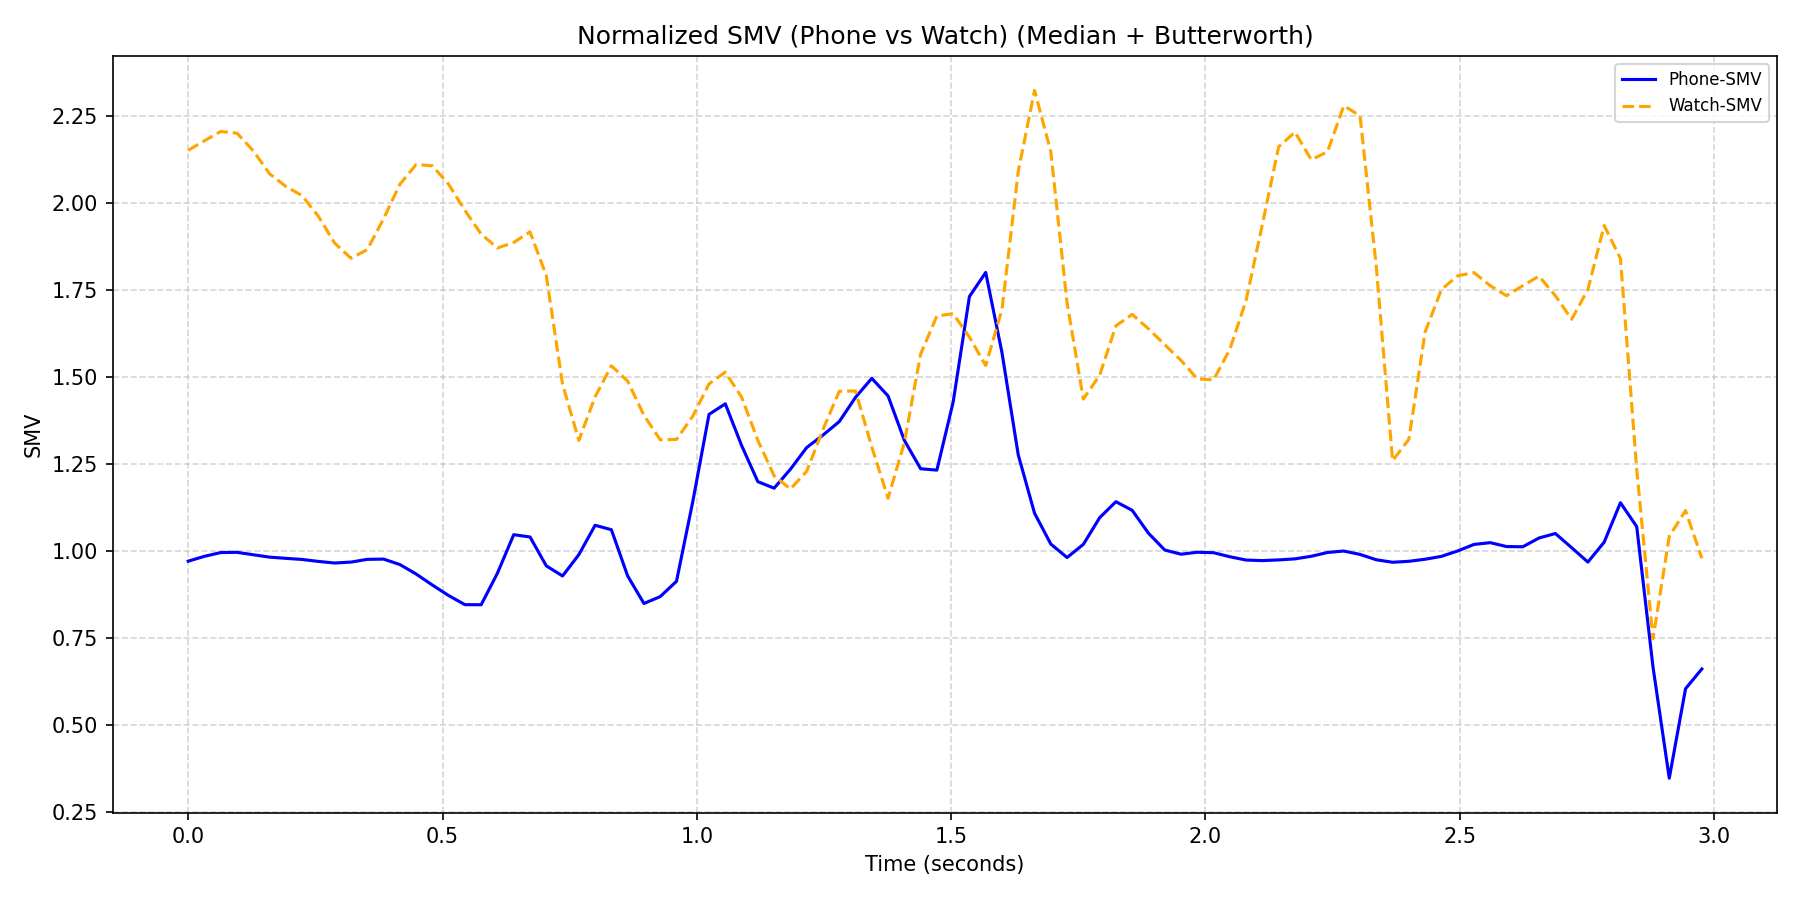 Normalized SMV (Phone vs Watch) (Median + Butterworth)
Phone-SMV
Watch-SMV
2.25
2.00
1.75
1.50
1.25
1.00
0.75
0.50
0.25
SMV
0.0 0.5 1.0 1.5 2.0 2.5 3.0
Time (seconds)